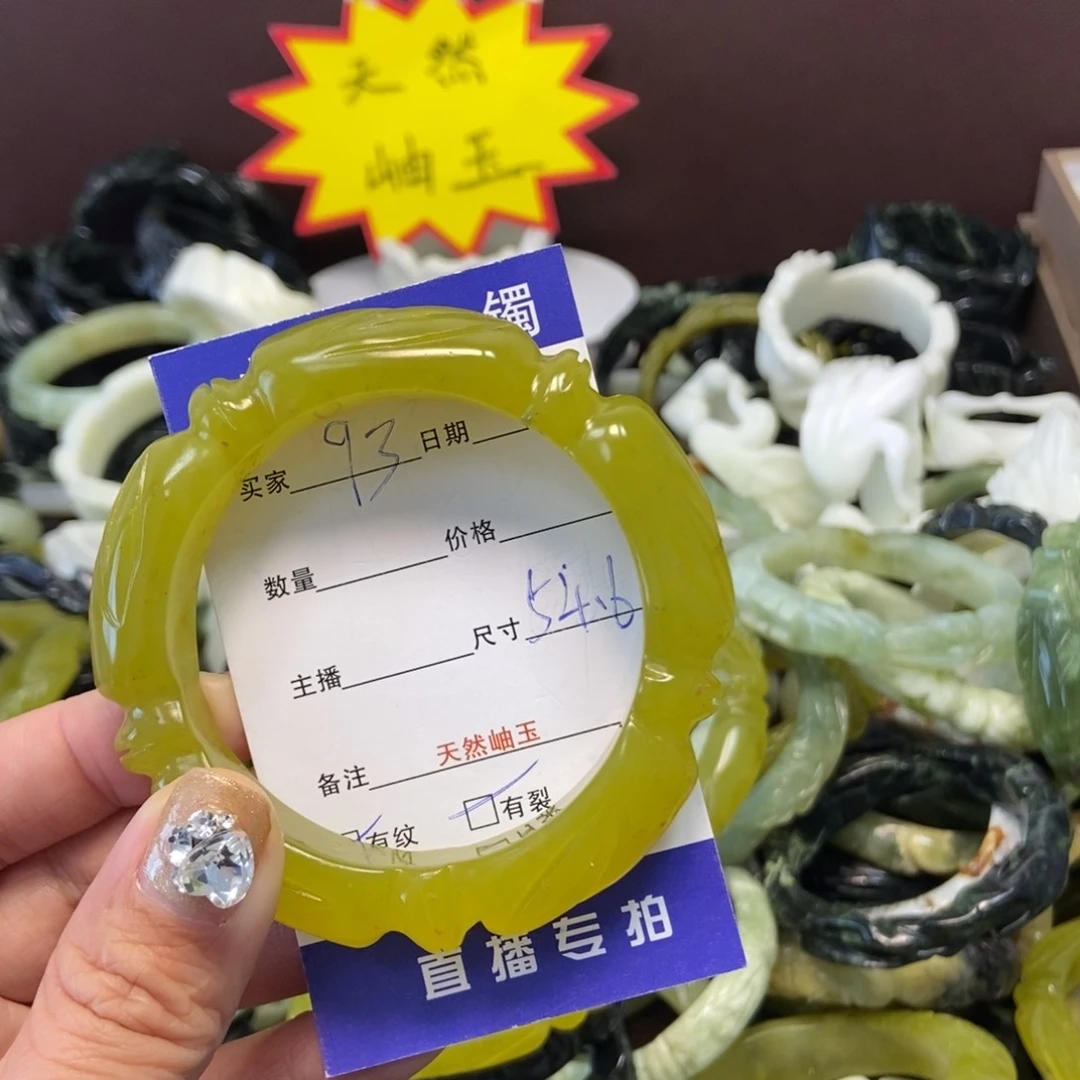 天然
岫玉
镯
买家 93 日期
数量 价格
主播 尺寸 54.6
备注 天然岫玉
有纹 有裂
直播专拍